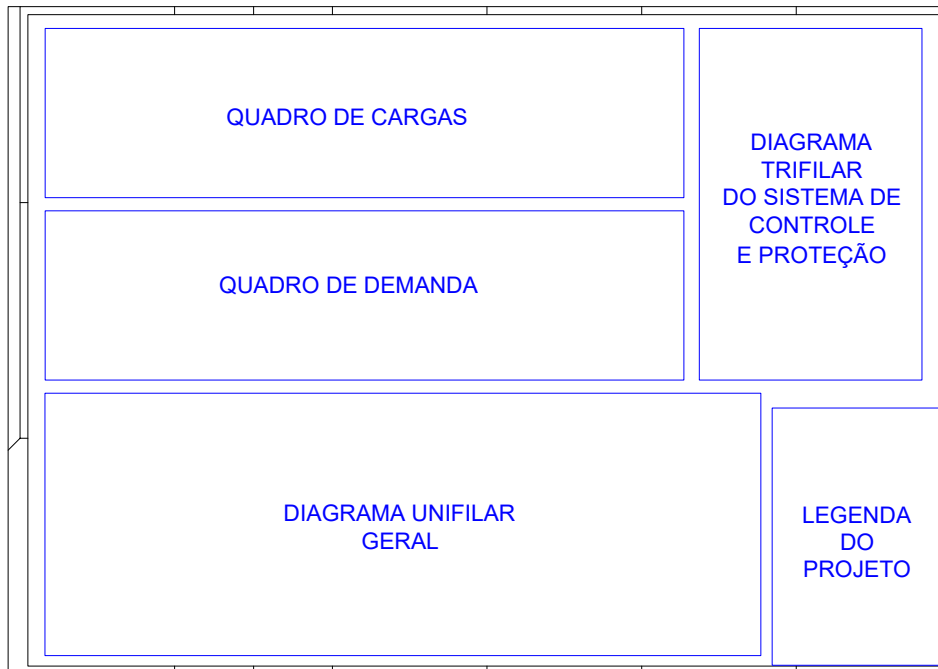 QUADRO DE CARGAS
DIAGRAMA
TRIFILAR
DO SISTEMA DE
CONTROLE
E PROTEÇÃO
QUADRO DE DEMANDA
DIAGRAMA UNIFILAR
GERAL
LEGENDA
DO
PROJETO